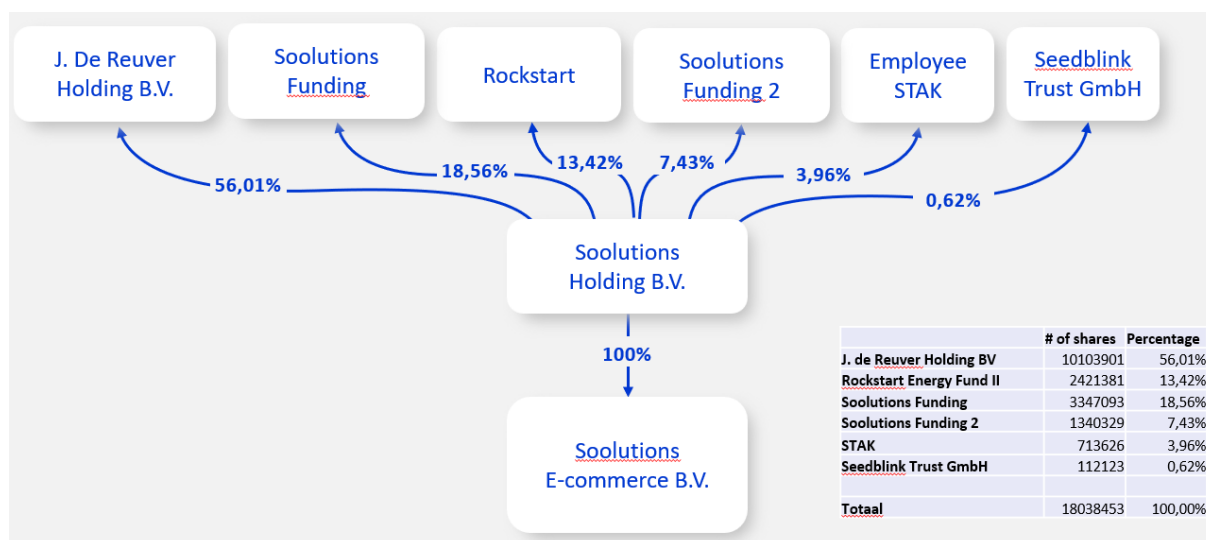 J. De Reuver
Holding B.V.
Soolutions
Funding
Rockstart
Soolutions
Funding 2
Employee
STAK
Seedblink
Trust GmbH
56,01%
18,56%
13,42%
7,43%
3,96%
0,62%
Soolutions
Holding B.V.
100%
Soolutions
E-commerce B.V.
# of shares Percentage
J. de Reuver Holding BV 10103901 56,01%
Rockstart Energy Fund II 2421381 13,42%
Soolutions Funding 3347093 18,56%
Soolutions Funding 2 1340329 7,43%
STAK 713626 3,96%
Seedblink Trust GmbH 112123 0,62%
Totaal 18038453 100,00%